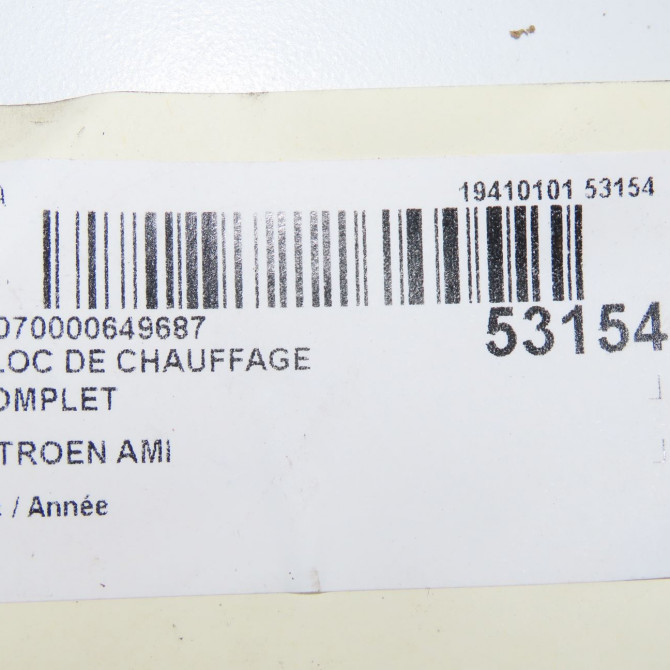 A
19410101 53154
070000649687
53154
LOC DE CHAUFFAGE
OMPLET
TROEN AMI
/ Année